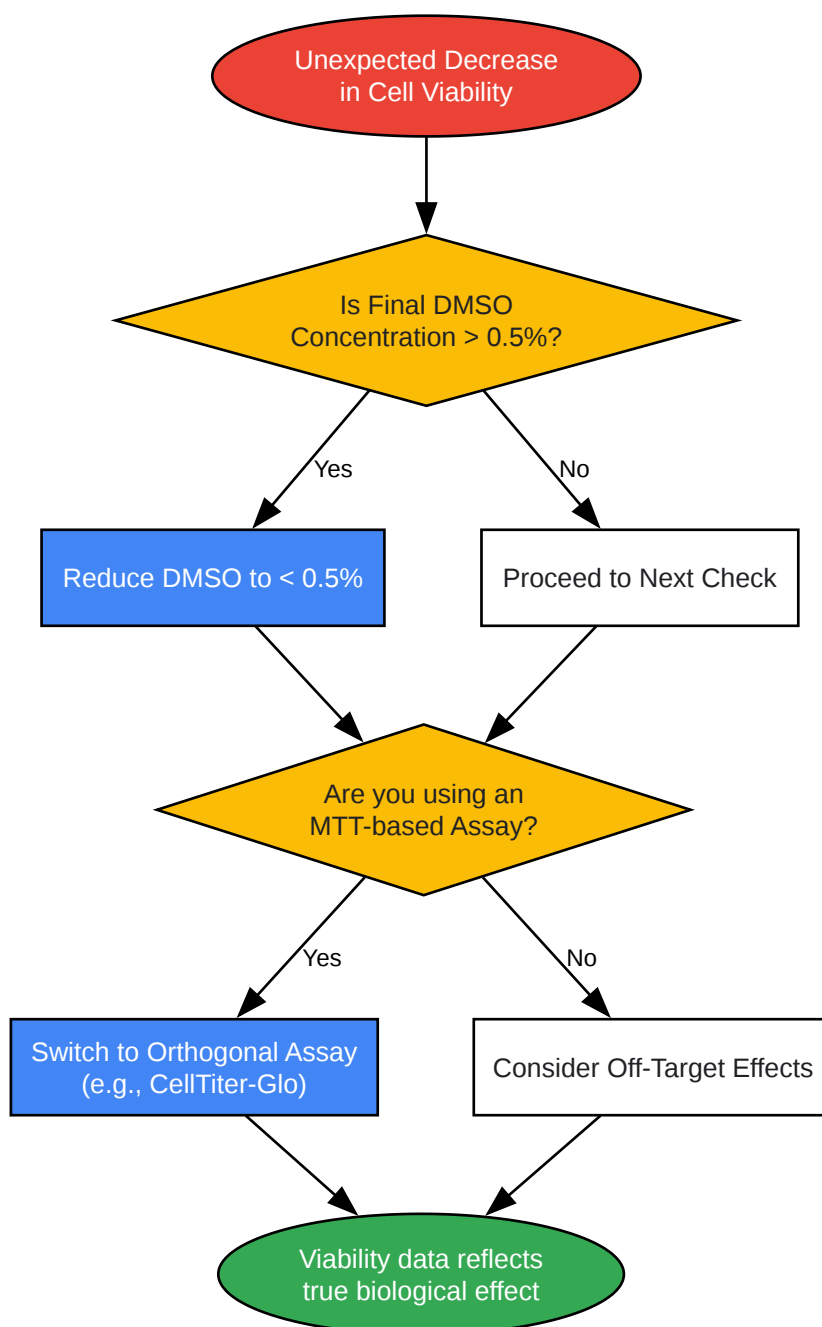 Unexpected Decrease
in Cell Viability
Is Final DMSO
Concentration > 0.5%?
Yes
No
Reduce DMSO to < 0.5%
Proceed to Next Check
Are you using an
MTT-based Assay?
Yes
No
Switch to Orthogonal Assay
(e.g., CellTiter-Glo)
Consider Off-Target Effects
Viability data reflects
true biological effect